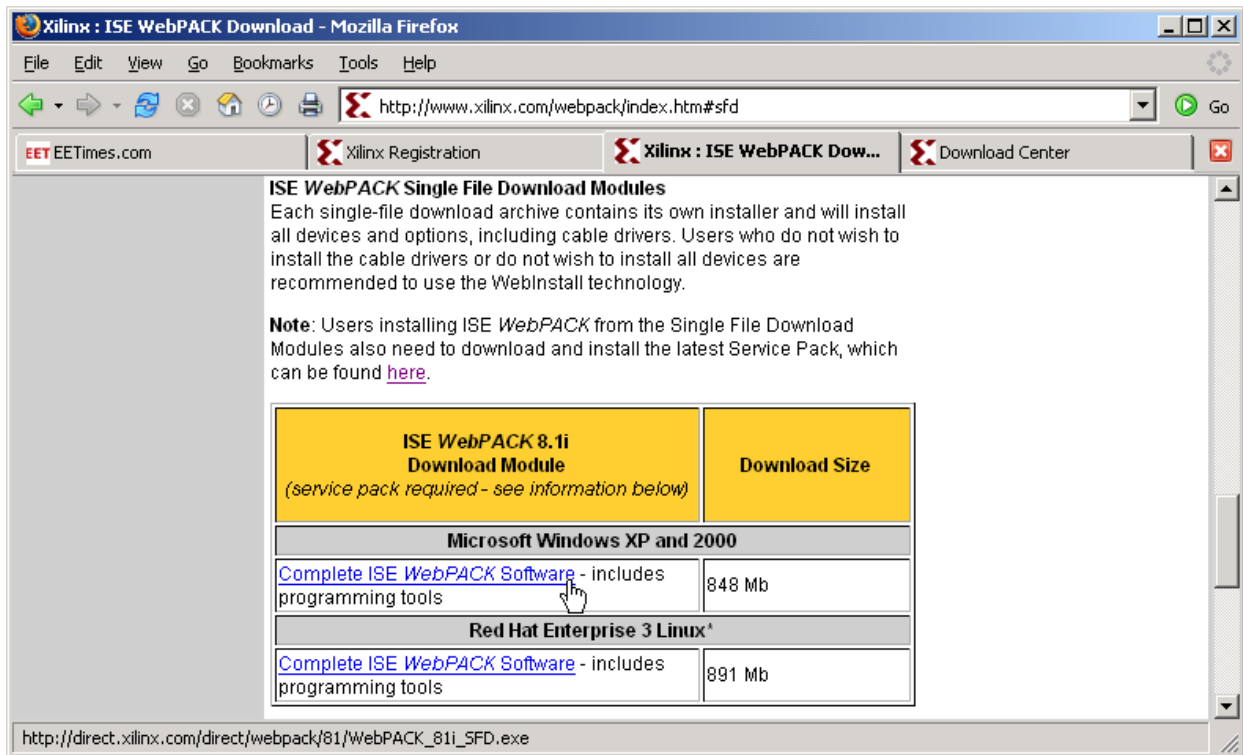 Xilinx : ISE WebPACK Download - Mozilla Firefox
File Edit View Go Bookmarks Tools Help
http://www.xilinx.com/webpack/index.htm#sfd Go
EET EETimes.com Xilinx Registration Xilinx : ISE WebPACK Dow... Download Center
ISE WebPACK Single File Download Modules
Each single-file download archive contains its own installer and will install
all devices and options, including cable drivers. Users who do not wish to
install the cable drivers or do not wish to install all devices are
recommended to use the WebInstall technology.
Note: Users installing ISE WebPACK from the Single File Download
Modules also need to download and install the latest Service Pack, which
can be found here.
ISE WebPACK 8.1i
Download Module
(service pack required - see information below)
Download Size
Microsoft Windows XP and 2000
Complete ISE WebPACK Software - includes
programming tools
848 Mb
Red Hat Enterprise 3 Linux*
Complete ISE WebPACK Software - includes
programming tools
891 Mb
http://direct.xilinx.com/direct/webpack/81/WebPACK_81i_SFD.exe